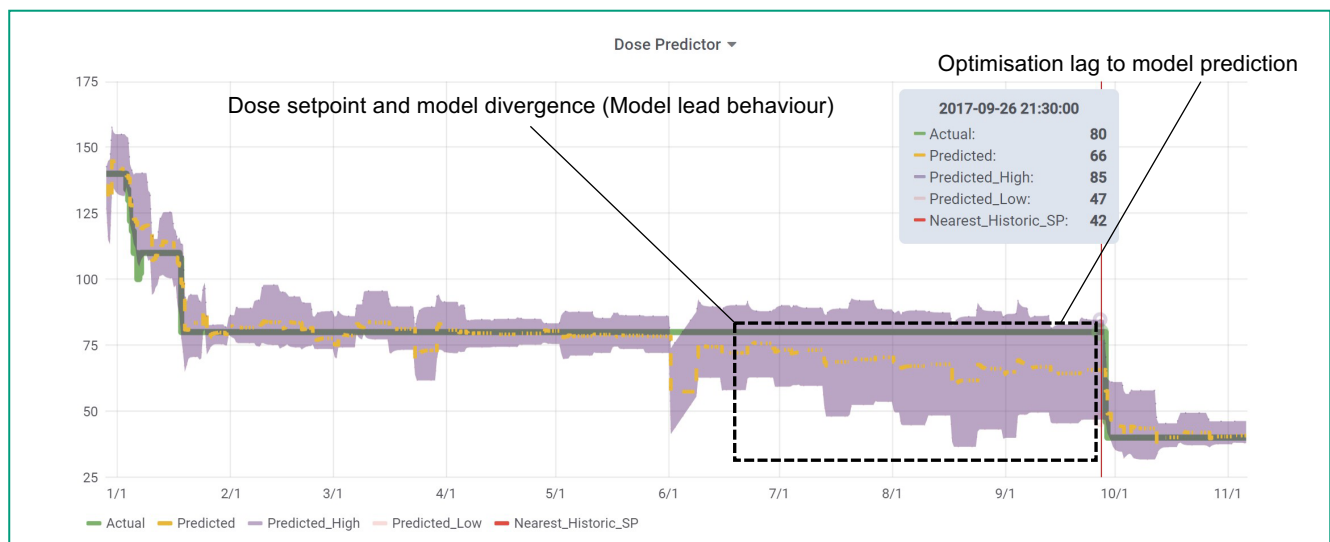 Dose Predictor
Optimisation lag to model prediction
Dose setpoint and model divergence (Model lead behaviour)
2017-09-26 21:30:00
Actual: 80
Predicted: 66
Predicted_High: 85
Predicted_Low: 47
Nearest_Historic_SP: 42
175
150
125
100
75
50
25
1/1 2/1 3/1 4/1 5/1 6/1 7/1 8/1 9/1 10/1 11/1
Actual Predicted Predicted_High Predicted_Low Nearest_Historic_SP